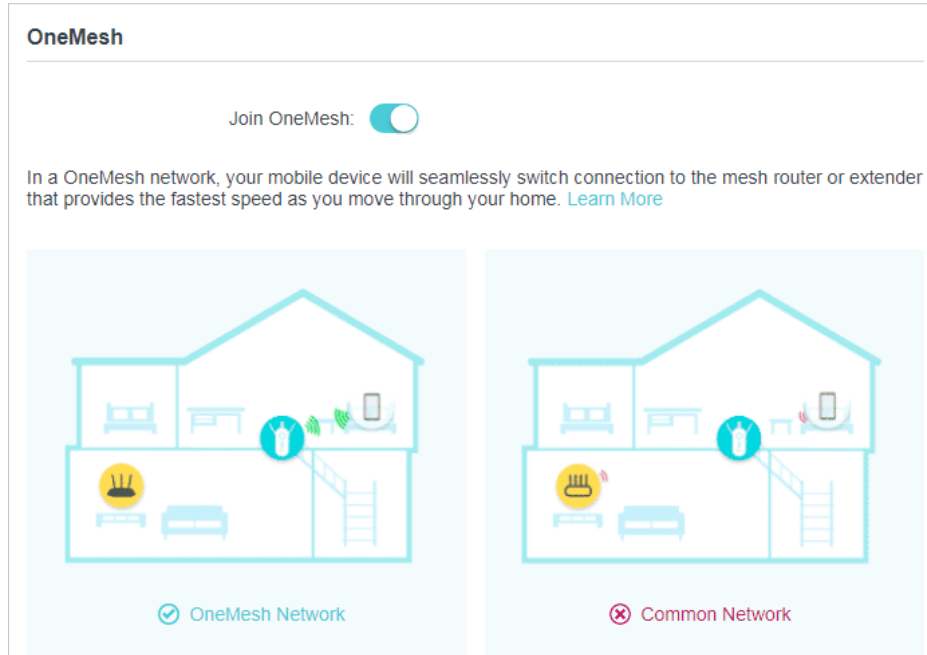 OneMesh
Join OneMesh:
In a OneMesh network, your mobile device will seamlessly switch connection to the mesh router or extender
that provides the fastest speed as you move through your home. Learn More
OneMesh Network
Common Network